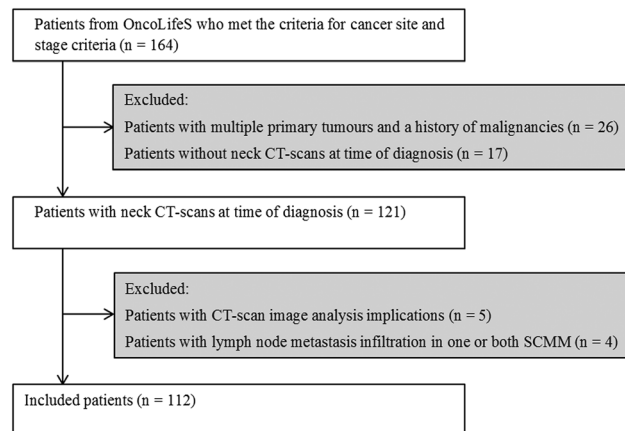 Patients from OncoLifeS who met the criteria for cancer site and
stage criteria (n = 164)
Excluded:
Patients with multiple primary tumours and a history of malignancies (n = 26)
Patients without neck CT-scans at time of diagnosis (n = 17)
Patients with neck CT-scans at time of diagnosis (n = 121)
Excluded:
Patients with CT-scan image analysis implications (n = 5)
Patients with lymph node metastasis infiltration in one or both SCMM (n = 4)
Included patients (n = 112)